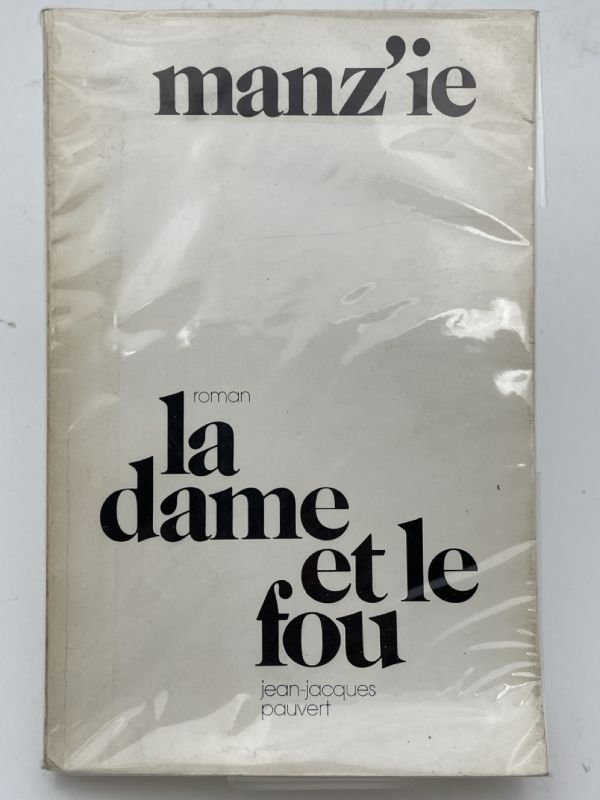 manz'ie
roman
la
dame
et le
fou
jean-jacques
pauvert